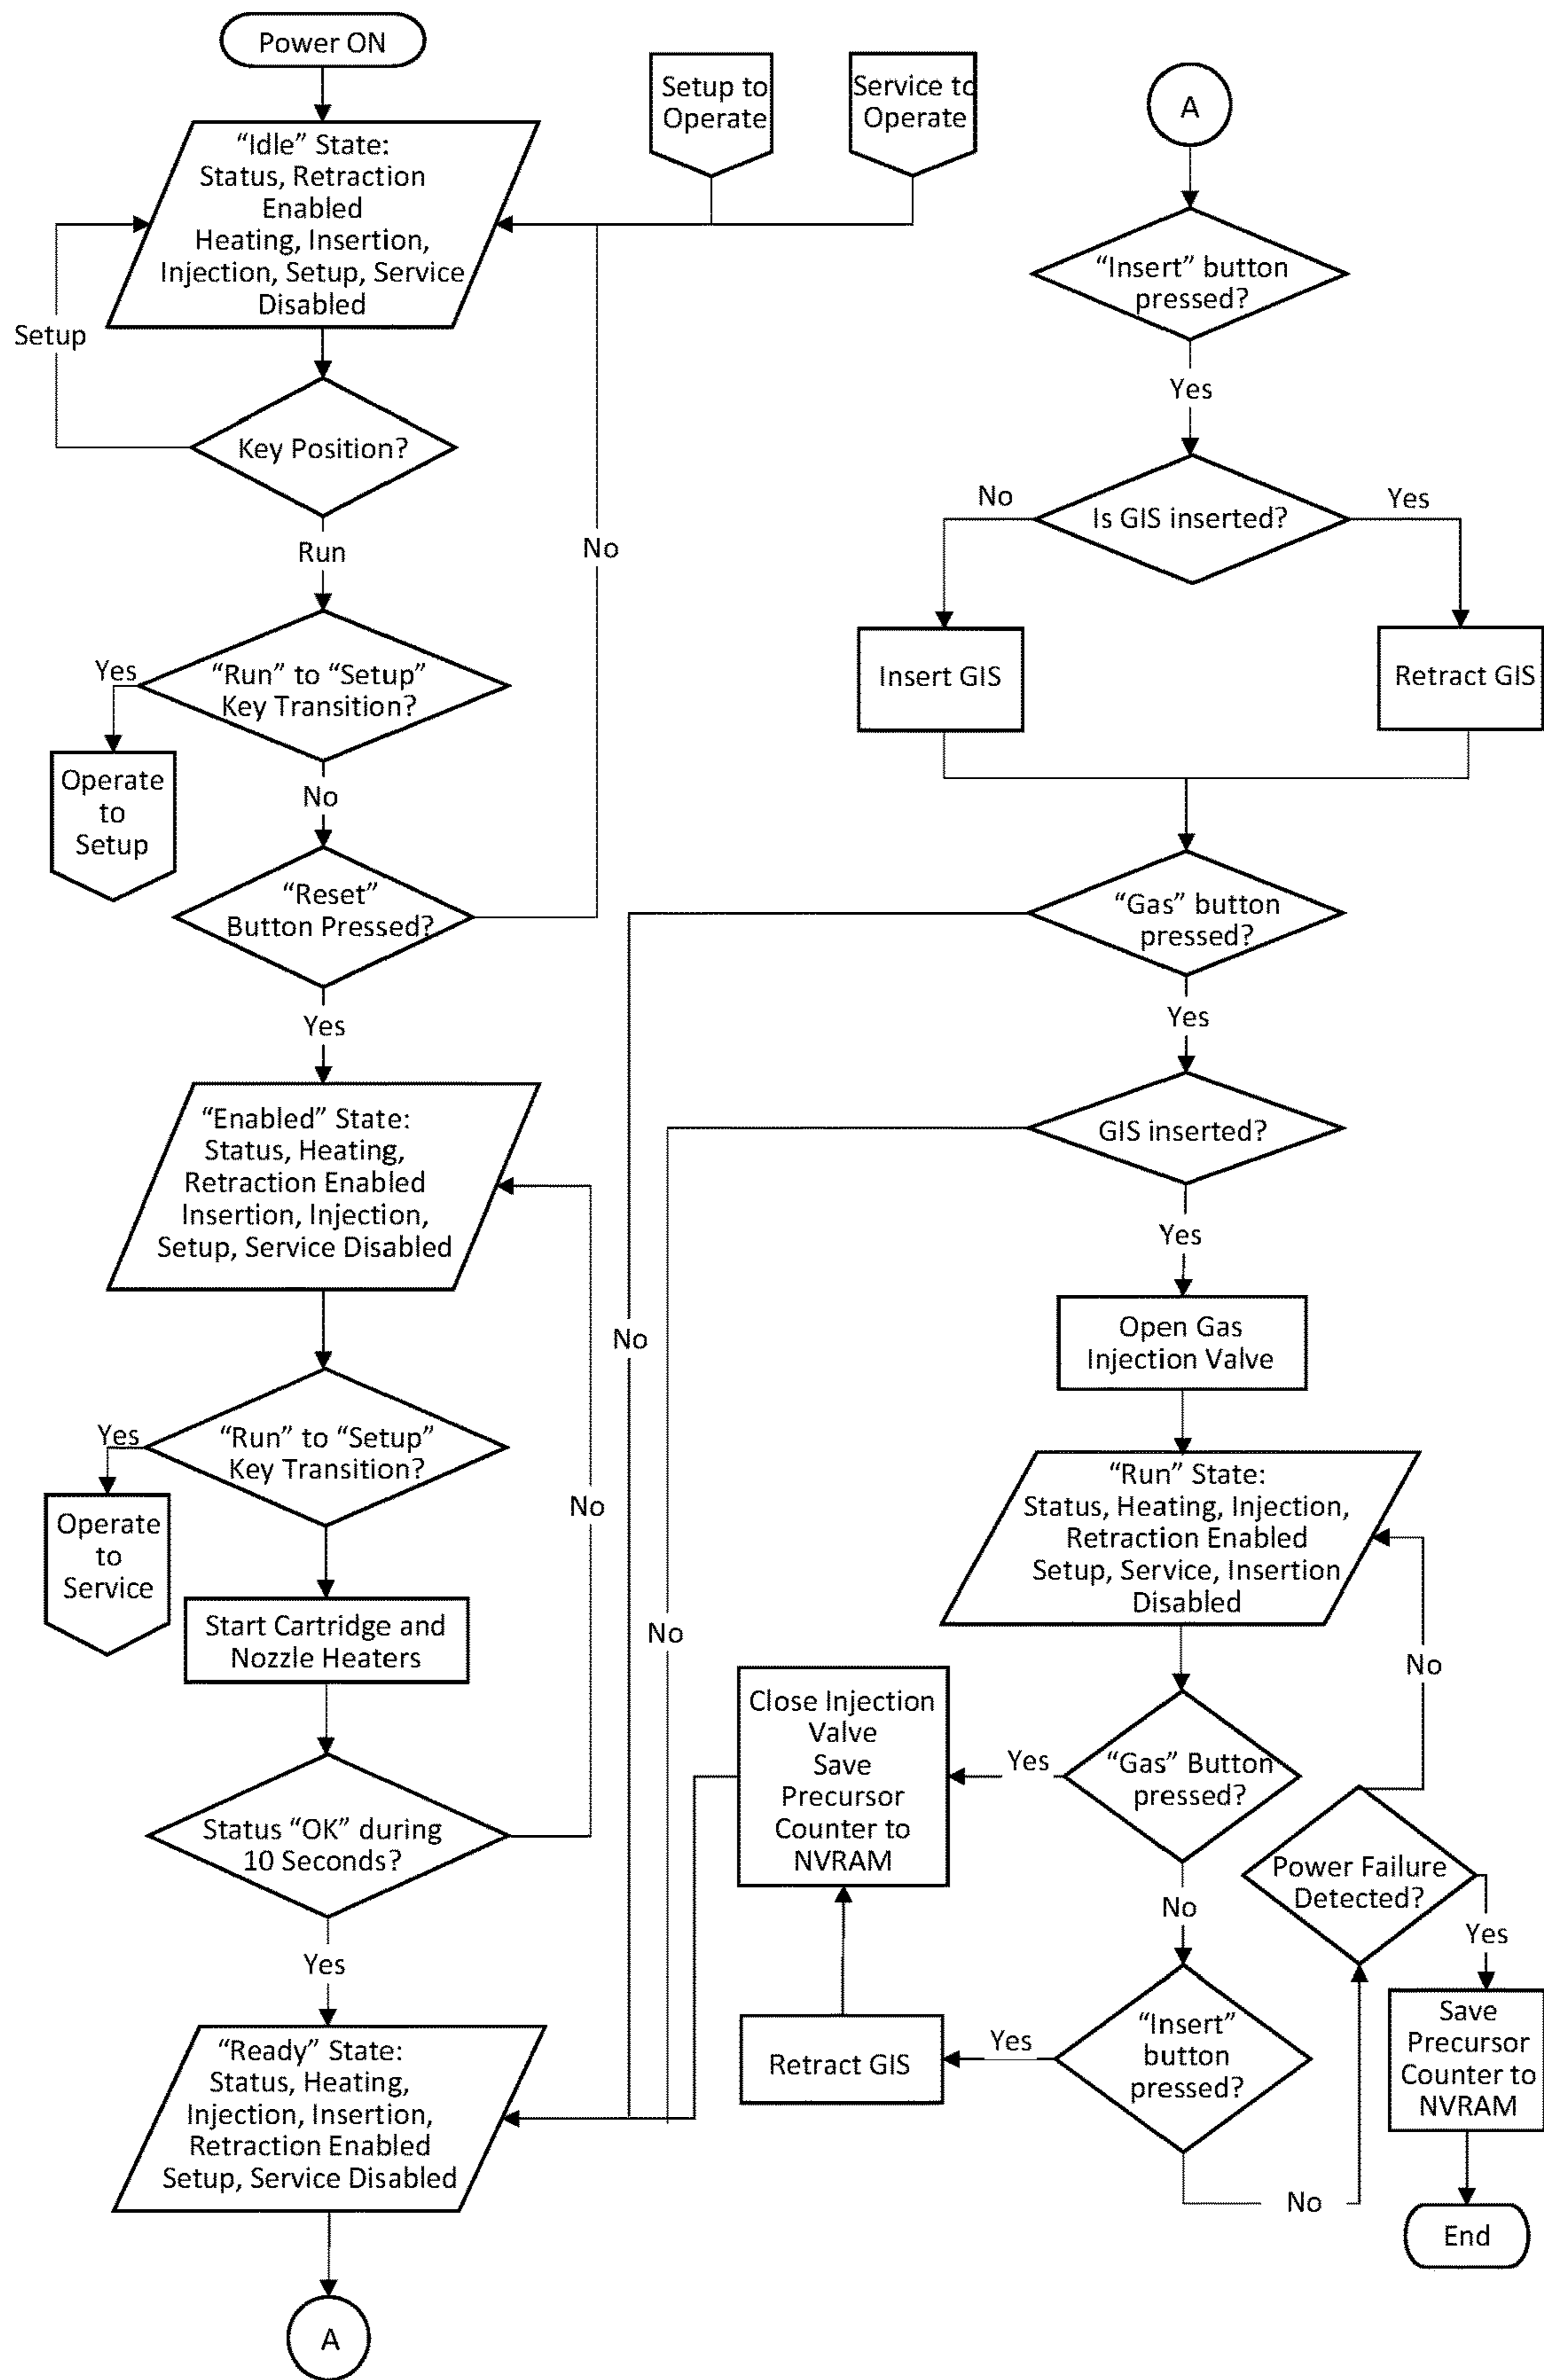 Power ON
"Idle" State:
Status, Retraction
Enabled
Heating, Insertion,
Injection, Setup, Service
Disabled
Setup
Key Position?
Run
"Run" to "Setup"
Key Transition?
Yes
Operate
to
Setup
No
"Reset"
Button Pressed?
No
Yes
"Enabled" State:
Status, Heating,
Retraction Enabled
Insertion, Injection,
Setup, Service Disabled
"Run" to "Setup"
Key Transition?
Yes
Operate
to
Service
Start Cartridge and
Nozzle Heaters
Status "OK" during
10 Seconds?
No
Yes
"Ready" State:
Status, Heating,
Injection, Insertion,
Retraction Enabled
Setup, Service Disabled
A
Setup to
Operate
Service to
Operate
A
"Insert" button
pressed?
Yes
Is GIS inserted?
No
Yes
Insert GIS
Retract GIS
"Gas" button
pressed?
No
Yes
GIS inserted?
No
Yes
Open Gas
Injection Valve
"Run" State:
Status, Heating, Injection,
Retraction Enabled
Setup, Service, Insertion
Disabled
"Gas" Button
pressed?
Yes
Close Injection
Valve
Save
Precursor
Counter to
NVRAM
No
"Insert"
button
pressed?
Yes
Retract GIS
No
Power Failure
Detected?
No
Yes
Save
Precursor
Counter to
NVRAM
End